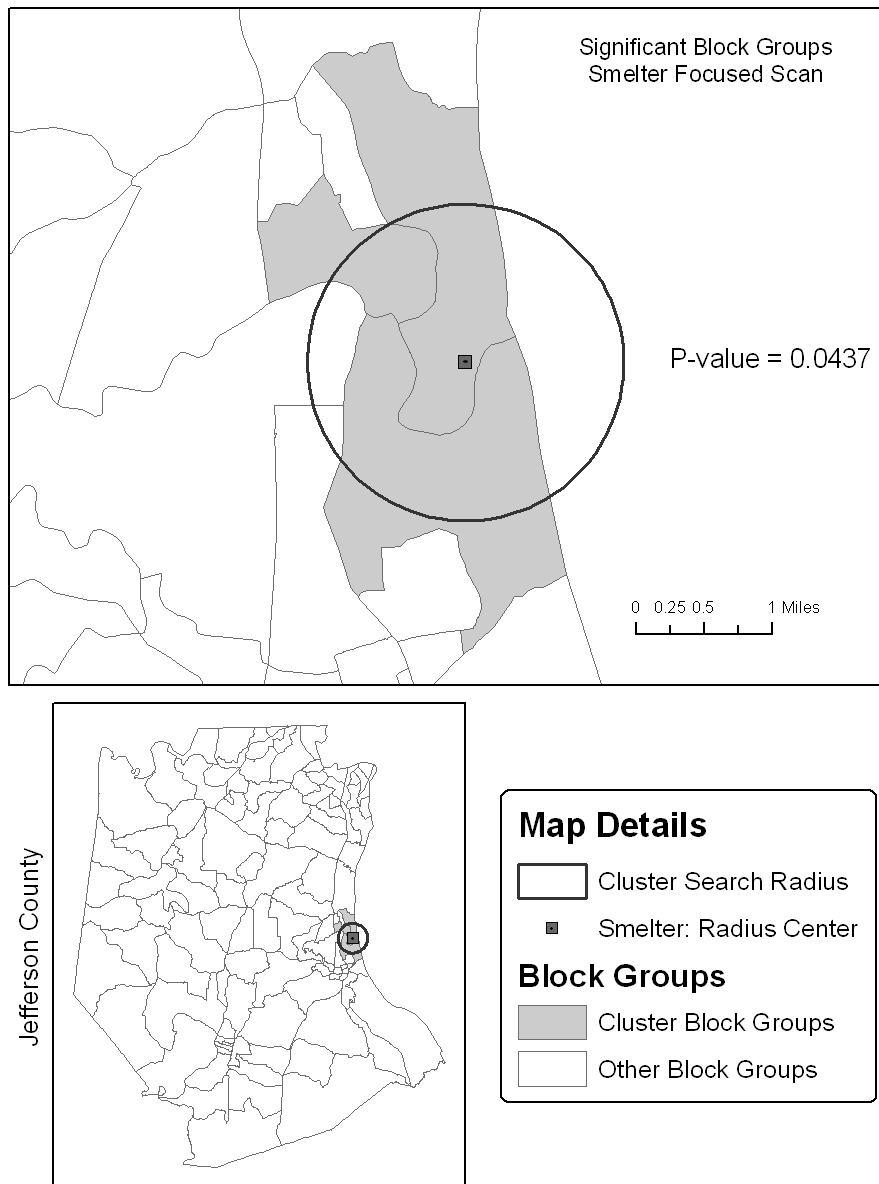 Significant Block Groups
Smelter Focused Scan
P-value = 0.0437
0 0.25 0.5 1 Miles
Jefferson County
Map Details
Cluster Search Radius
Smelter: Radius Center
Block Groups
Cluster Block Groups
Other Block Groups